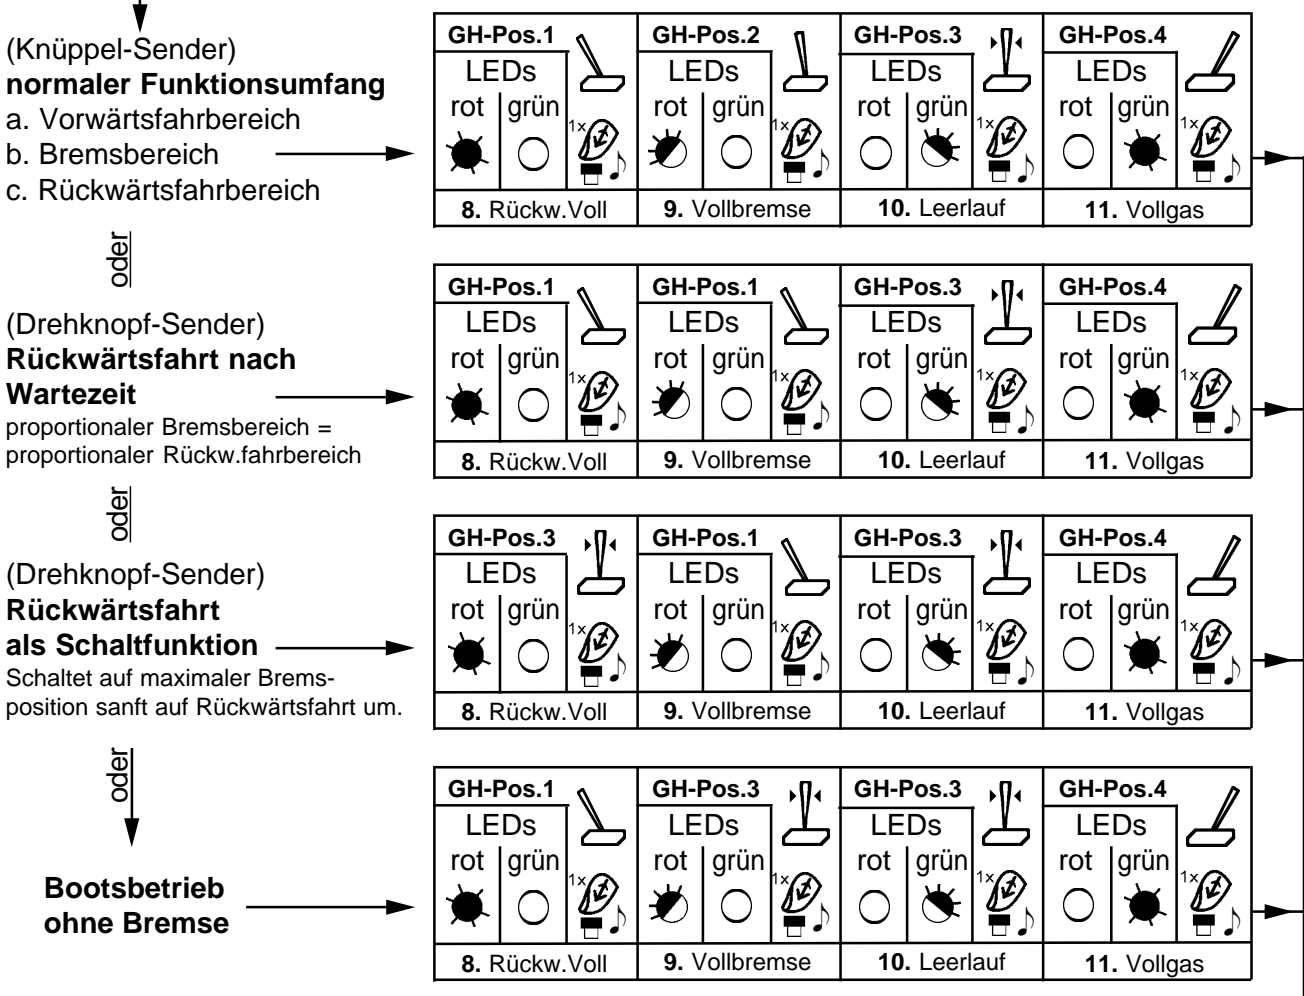 (Knüppel-Sender)
normaler Funktionsumfang
a. Vorwärtsfahrbereich
b. Bremsbereich
c. Rückwärtsfahrbereich
GH-Pos.1 GH-Pos.2 GH-Pos.3 GH-Pos.4
LEDs LEDs LEDs LEDs
rot grün rot grün rot grün rot grün
1x 1x 1x 1x
8. Rückw.Voll 9. Vollbremse 10. Leerlauf 11. Vollgas
oder
(Drehknopf-Sender)
Rückwärtsfahrt nach
Wartezeit
proportionaler Bremsbereich =
proportionaler Rückw.fahrbereich
GH-Pos.1 GH-Pos.1 GH-Pos.3 GH-Pos.4
LEDs LEDs LEDs LEDs
rot grün rot grün rot grün rot grün
1x 1x 1x 1x
8. Rückw.Voll 9. Vollbremse 10. Leerlauf 11. Vollgas
oder
(Drehknopf-Sender)
Rückwärtsfahrt
als Schaltfunktion
Schaltet auf maximaler Brems-
position sanft auf Rückwärtsfahrt um.
GH-Pos.3 GH-Pos.1 GH-Pos.3 GH-Pos.4
LEDs LEDs LEDs LEDs
rot grün rot grün rot grün rot grün
1x 1x 1x 1x
8. Rückw.Voll 9. Vollbremse 10. Leerlauf 11. Vollgas
oder
Bootsbetrieb
ohne Bremse
GH-Pos.1 GH-Pos.3 GH-Pos.3 GH-Pos.4
LEDs LEDs LEDs LEDs
rot grün rot grün rot grün rot grün
1x 1x 1x 1x
8. Rückw.Voll 9. Vollbremse 10. Leerlauf 11. Vollgas